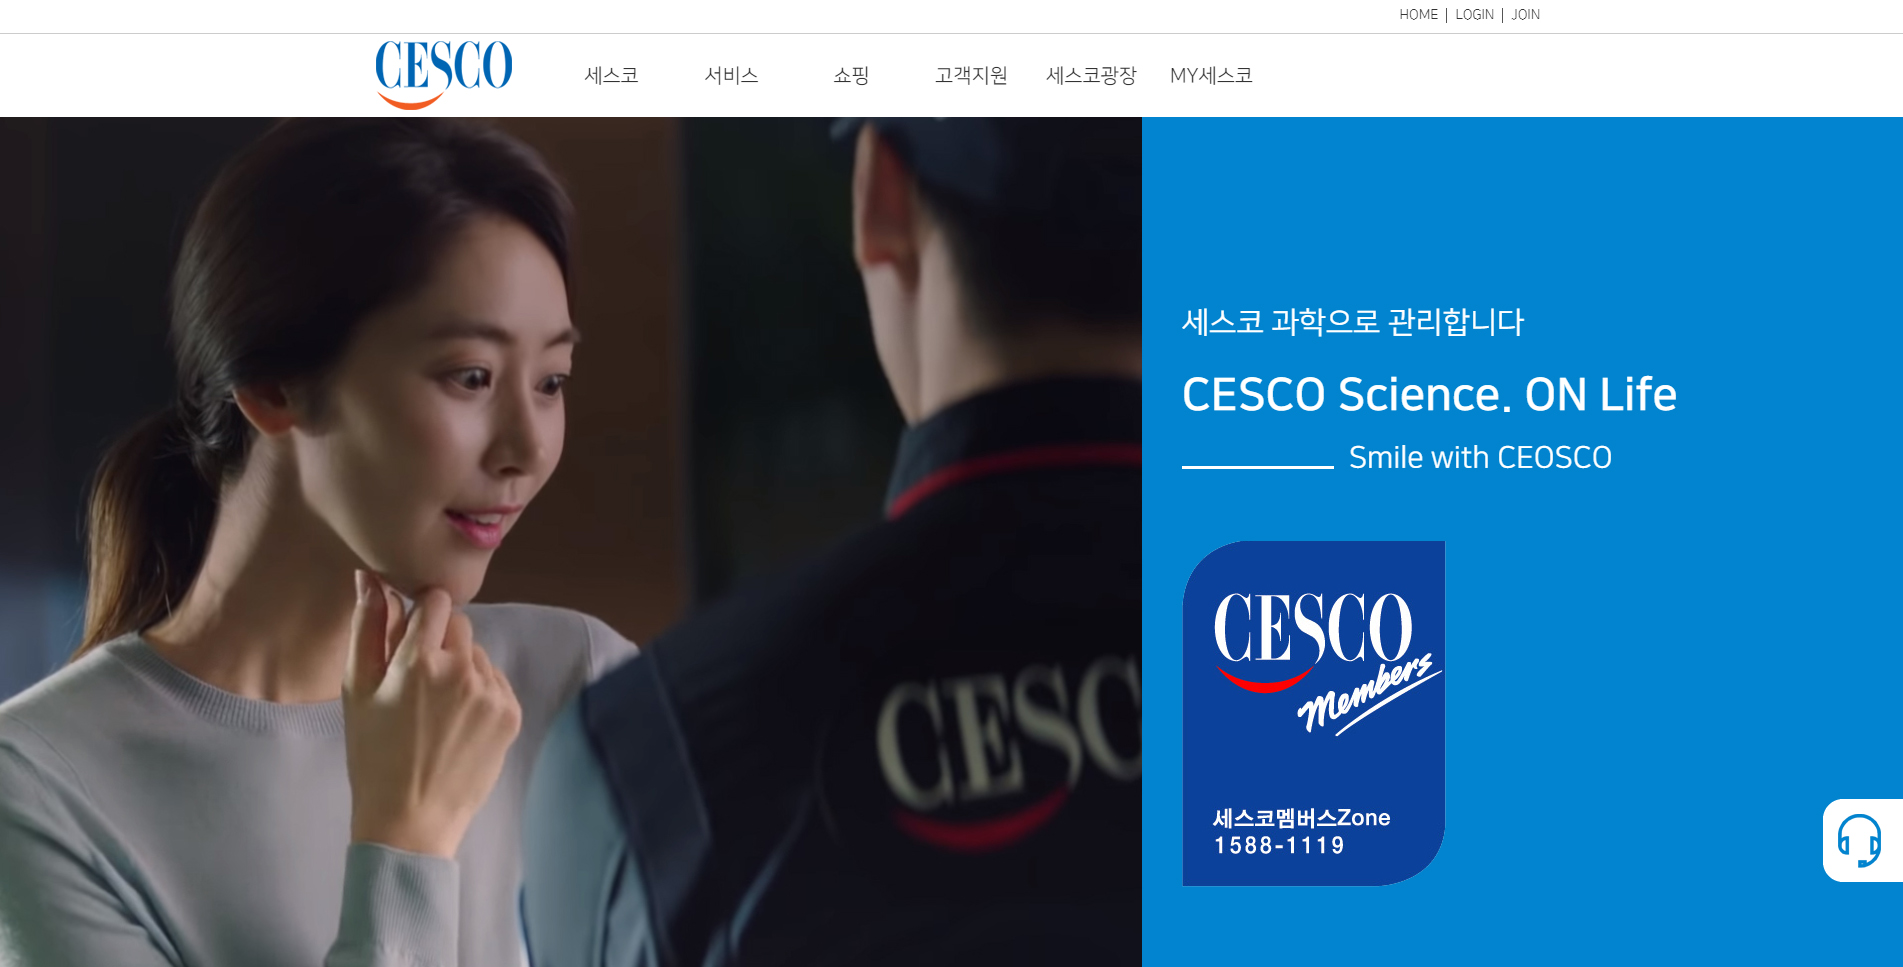 HOME | LOGIN | JOIN
CESCO
세스코 서비스 쇼핑 고객지원 세스코광장 MY세스코
세스코 과학으로 관리합니다
CESCO Science. ON Life
Smile with CEOSCO
CESC
CESCO
Members
세스코멤버스Zone
1588-1119